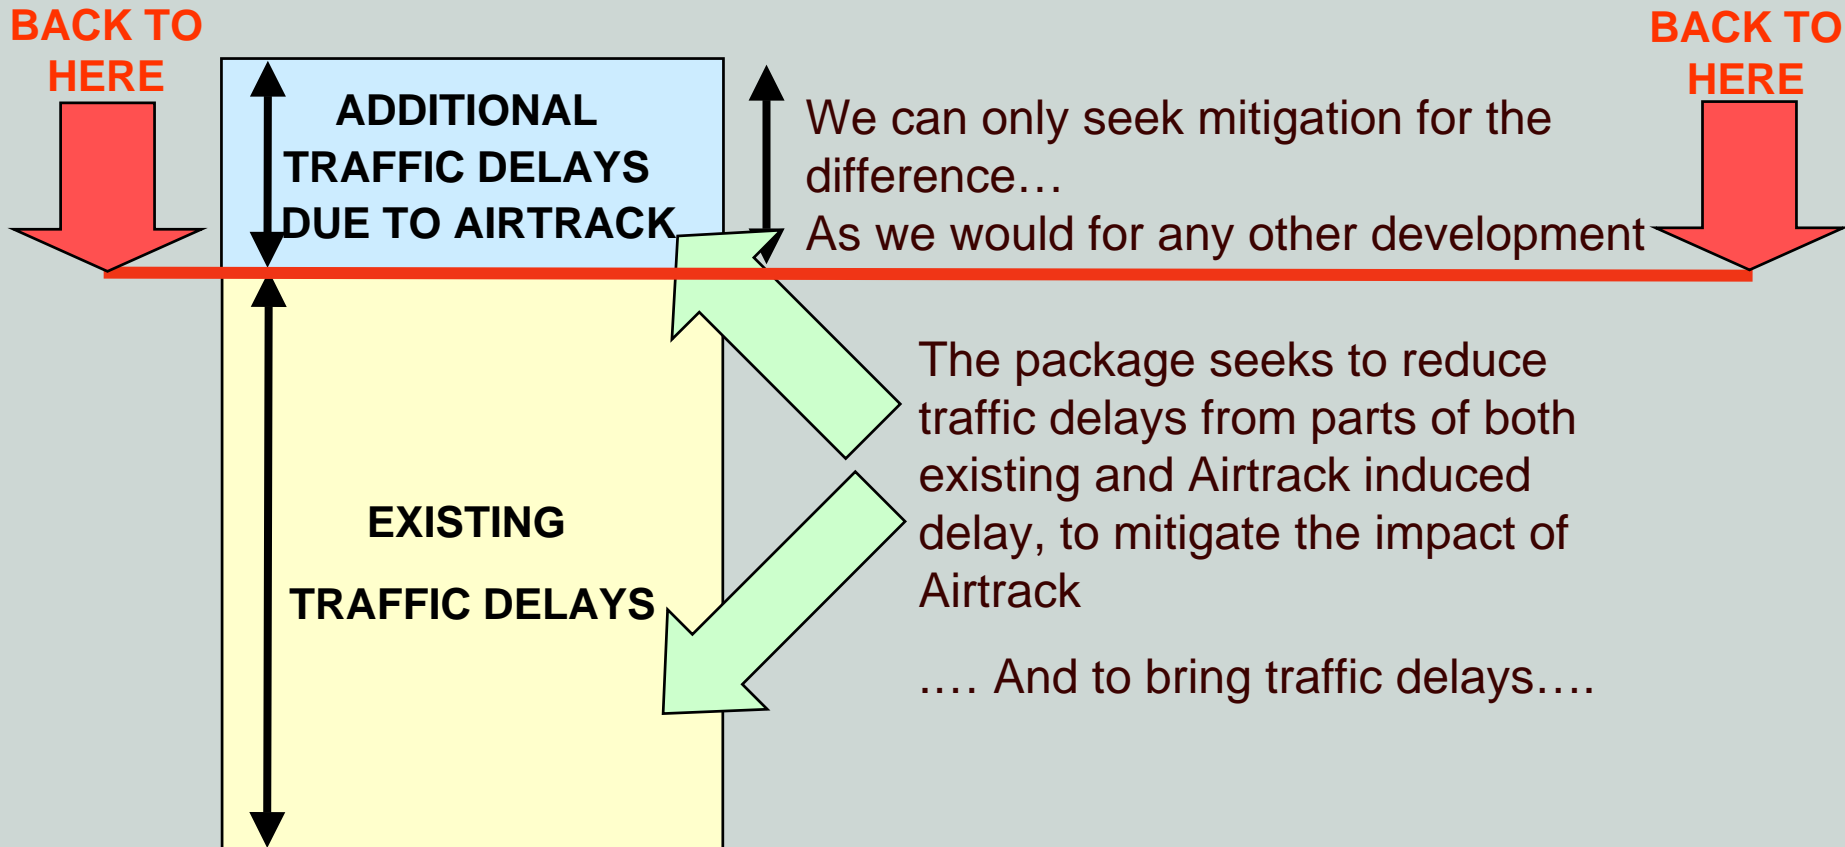 BACK TO
HERE
BACK TO
HERE
ADDITIONAL
TRAFFIC DELAYS
DUE TO AIRTRACK
We can only seek mitigation for the
difference…
As we would for any other development
EXISTING
TRAFFIC DELAYS
The package seeks to reduce
traffic delays from parts of both
existing and Airtrack induced
delay, to mitigate the impact of
Airtrack
…. And to bring traffic delays….